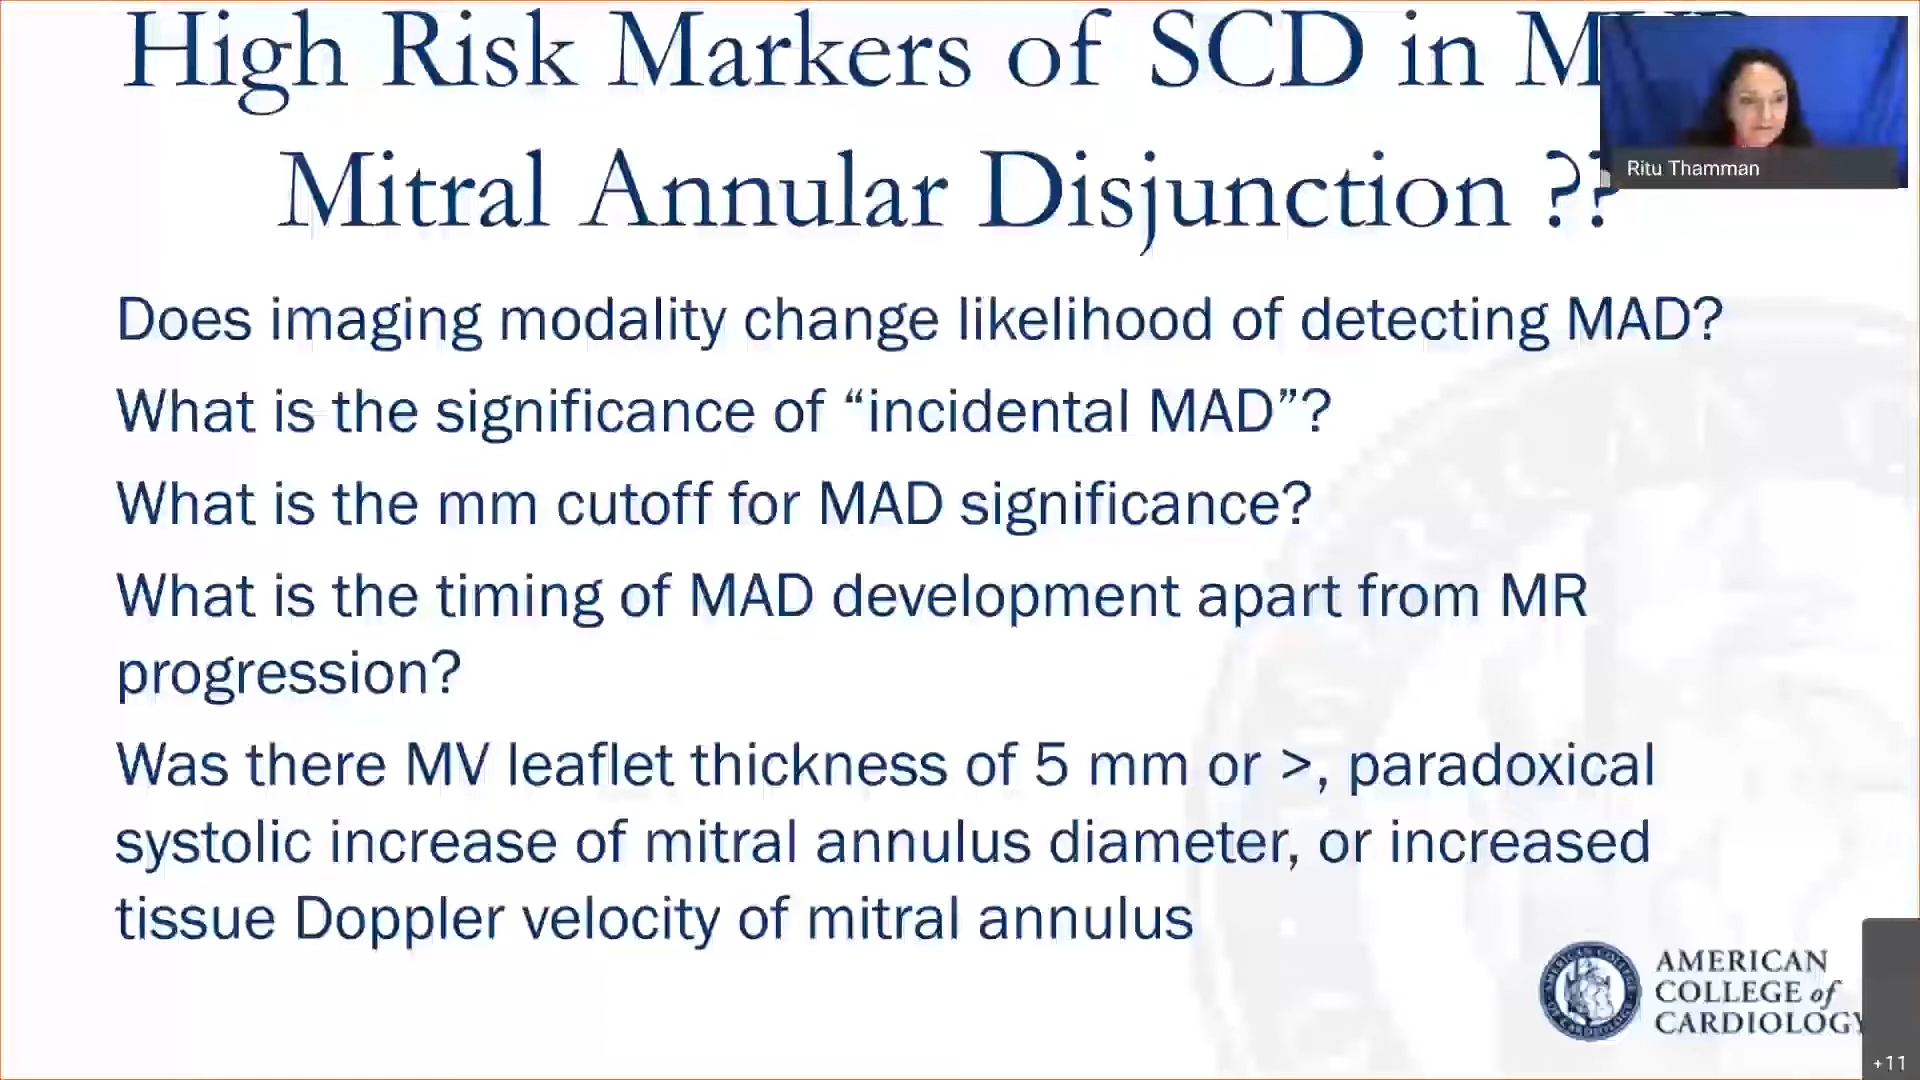 High Risk Markers of SCD in
Mitral Annular Disjunction ??
Ritu Thamman
Does imaging modality change likelihood of detecting MAD?
What is the significance of “incidental MAD”?
What is the mm cutoff for MAD significance?
What is the timing of MAD development apart from MR
progression?
Was there MV leaflet thickness of 5 mm or >, paradoxical
systolic increase of mitral annulus diameter, or increased
tissue Doppler velocity of mitral annulus
AMERICAN
COLLEGE of
CARDIOLOGY
+11